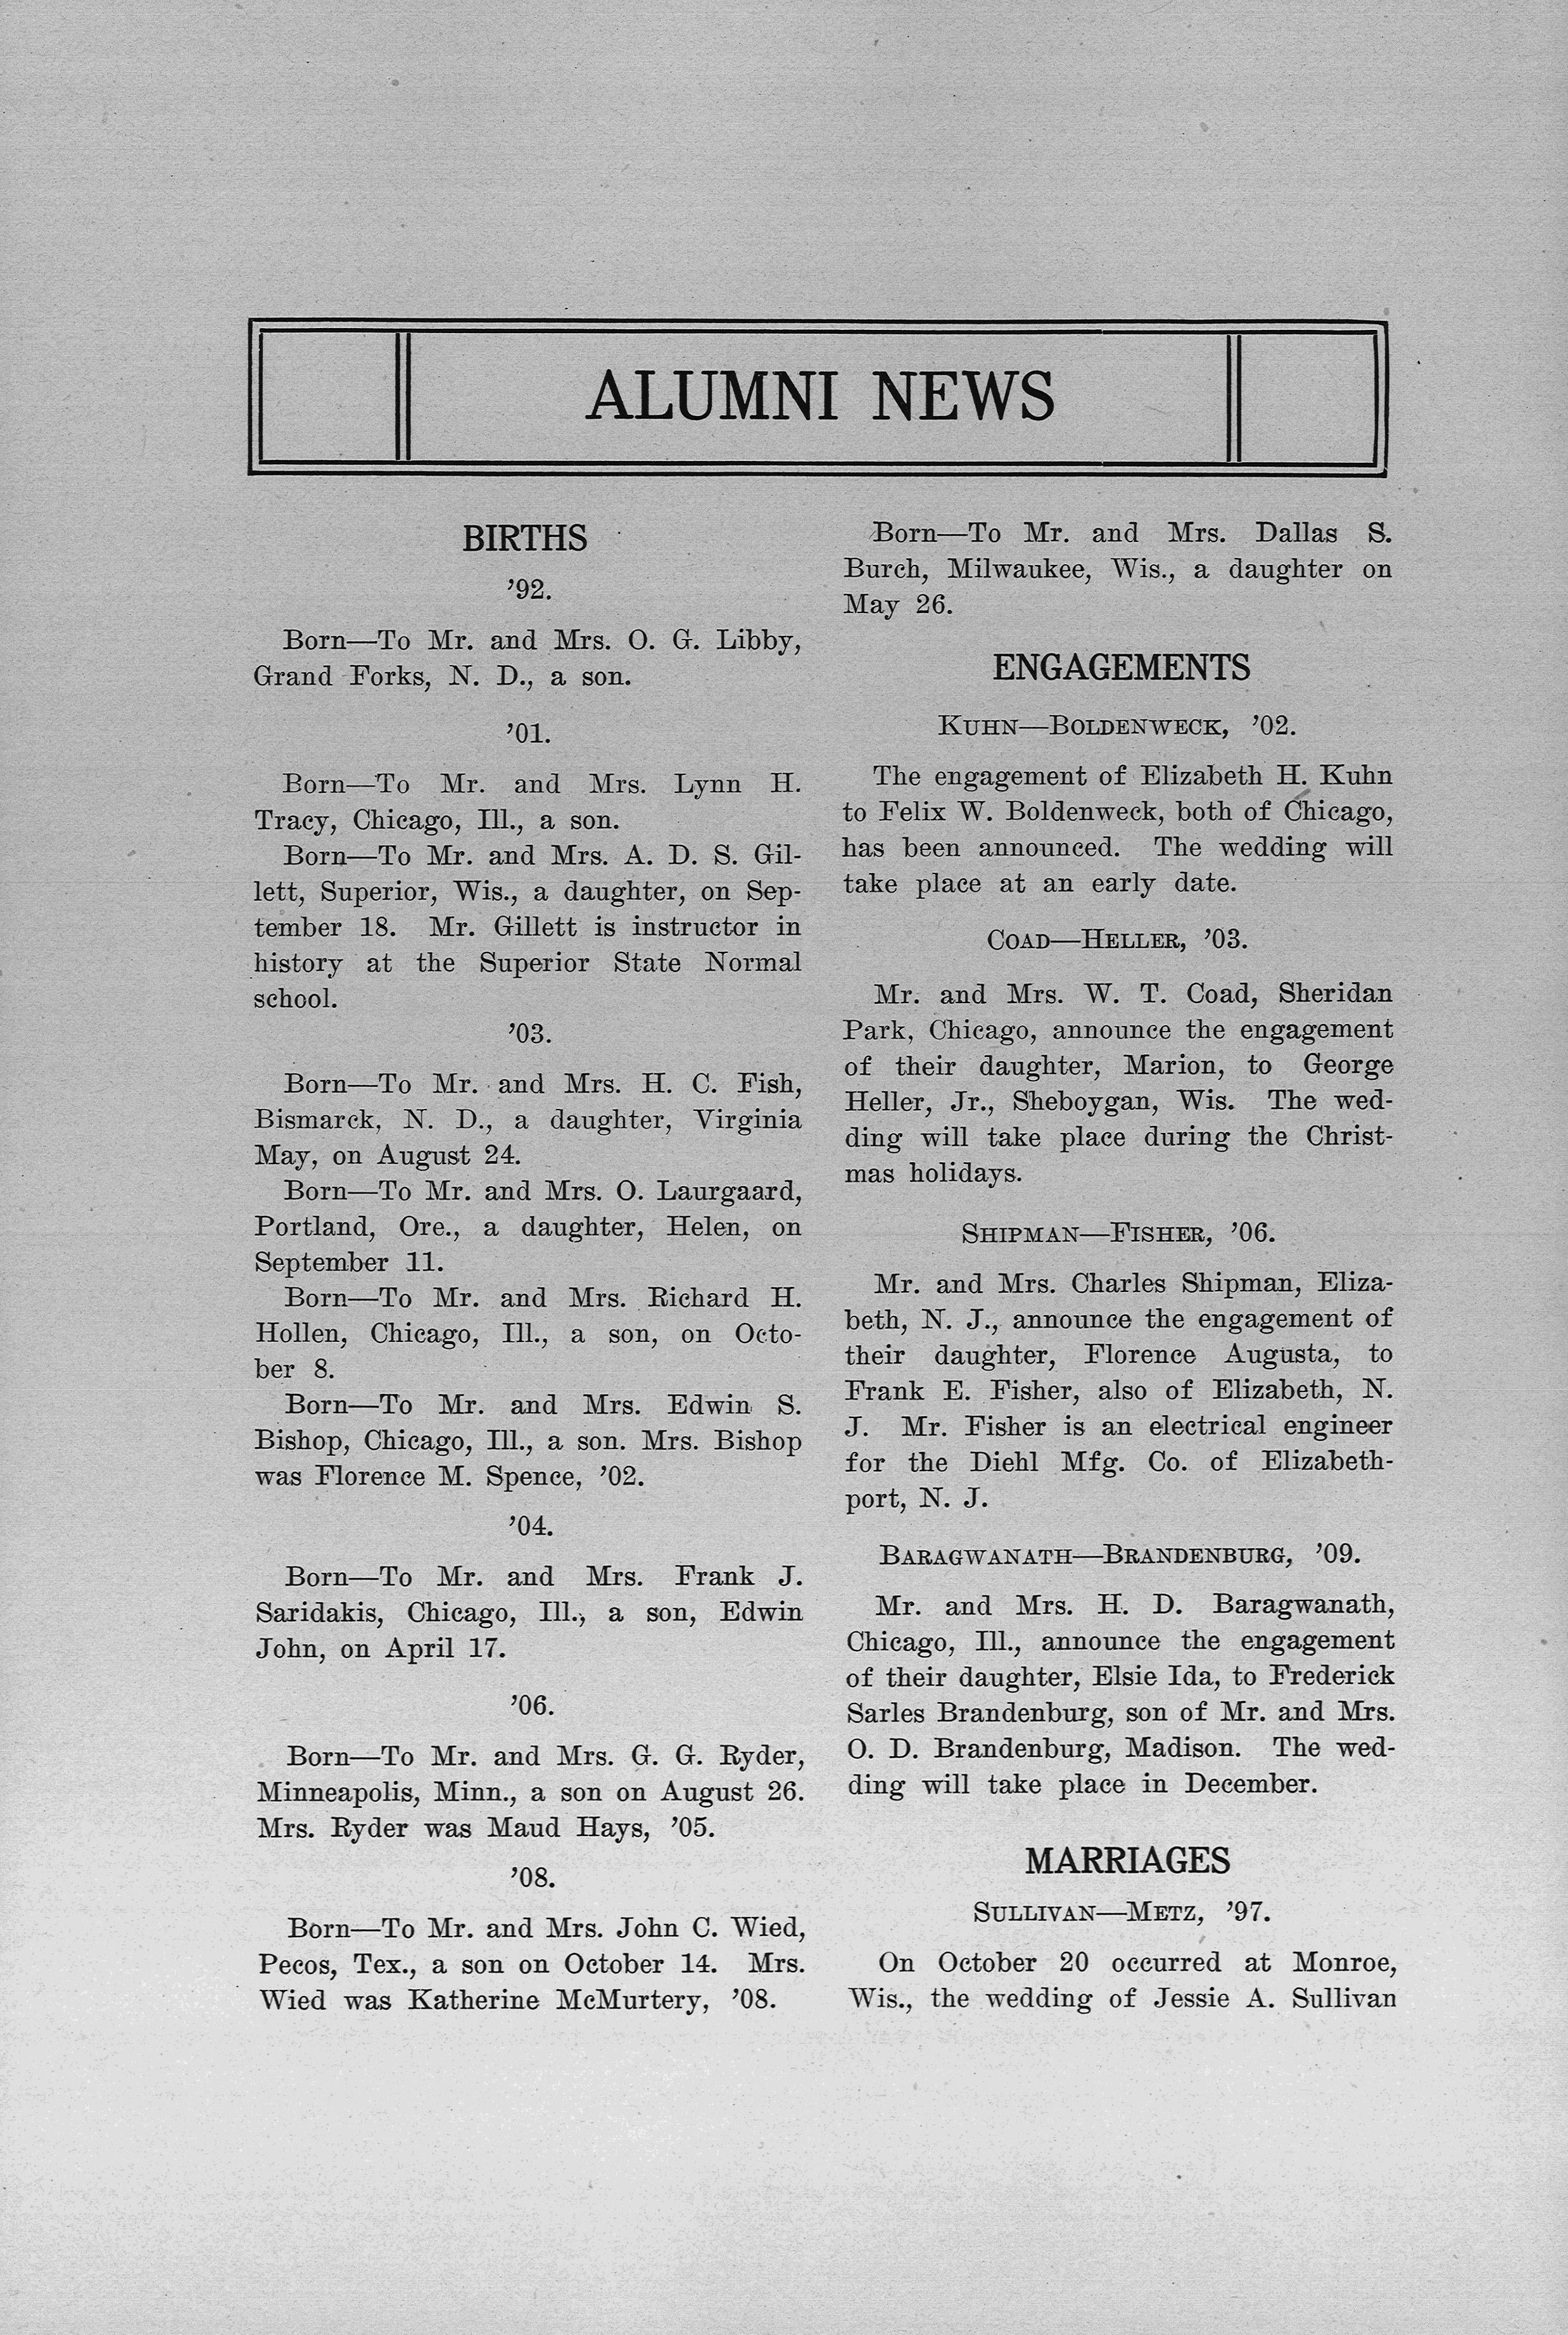 ALUMNI NEWS
BIRTHS
’92.
Born—To Mr. and Mrs. O. G. Libby,
Grand Forks, N. D., a son.
’01.
Born—To Mr. and Mrs. Lynn H.
Tracy, Chicago, Ill., a son.
Born—To Mr. and Mrs. A. D. S. Gil-
lett, Superior, Wis., a daughter, on Sep-
tember 18. Mr. Gillett is instructor in
history at the Superior State Normal
school.
’03.
Born—To Mr. and Mrs. H. C. Fish,
Bismarck, N. D., a daughter, Virginia
May, on August 24.
Born—To Mr. and Mrs. O. Laurgaard,
Portland, Ore., a daughter, Helen, on
September 11.
Born—To Mr. and Mrs. Richard H.
Hollen, Chicago, Ill., a son, on Octo-
ber 8.
Born—To Mr. and Mrs. Edwin S.
Bishop, Chicago, Ill., a son. Mrs. Bishop
was Florence M. Spence, ’02.
’04.
Born—To Mr. and Mrs. Frank J.
Saridakis, Chicago, Ill., a son, Edwin
John, on April 17.
’06.
Born—To Mr. and Mrs. G. G. Ryder,
Minneapolis, Minn., a son on August 26.
Mrs. Ryder was Maud Hays, ’05.
’08.
Born—To Mr. and Mrs. John C. Wied,
Pecos, Tex., a son on October 14. Mrs.
Wied was Katherine McMurtery, ’08.
Born—To Mr. and Mrs. Dallas S.
Burch, Milwaukee, Wis., a daughter on
May 26.
ENGAGEMENTS
KUHN—BOLDENWECK, ’02.
The engagement of Elizabeth H. Kuhn
to Felix W. Boldenweck, both of Chicago,
has been announced. The wedding will
take place at an early date.
COAD—HELLER, ’03.
Mr. and Mrs. W. T. Coad, Sheridan
Park, Chicago, announce the engagement
of their daughter, Marion, to George
Heller, Jr., Sheboygan, Wis. The wed-
ding will take place during the Christ-
mas holidays.
SHIPMAN—FISHER, ’06.
Mr. and Mrs. Charles Shipman, Eliza-
beth, N. J., announce the engagement of
their daughter, Florence Augusta, to
Frank E. Fisher, also of Elizabeth, N.
J. Mr. Fisher is an electrical engineer
for the Diehl Mfg. Co. of Elizabeth-
port, N. J.
BARAGWANATH—BRANDENBURG, ’09.
Mr. and Mrs. H. D. Baragwanath,
Chicago, Ill., announce the engagement
of their daughter, Elsie Ida, to Frederick
Sarles Brandenburg, son of Mr. and Mrs.
O. D. Brandenburg, Madison. The wed-
ding will take place in December.
MARRIAGES
SULLIVAN—METZ, ’97.
On October 20 occurred at Monroe,
Wis., the wedding of Jessie A. Sullivan